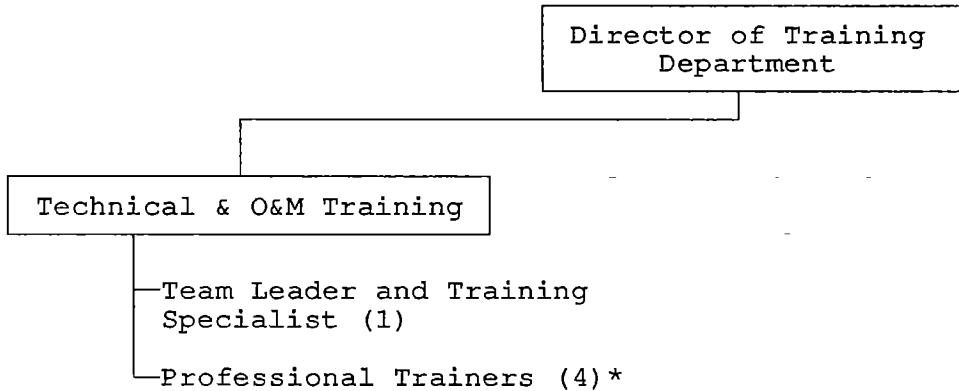 Director of Training
Department
Technical & O&M Training
Team Leader and Training
Specialist (1)
Professional Trainers (4)*